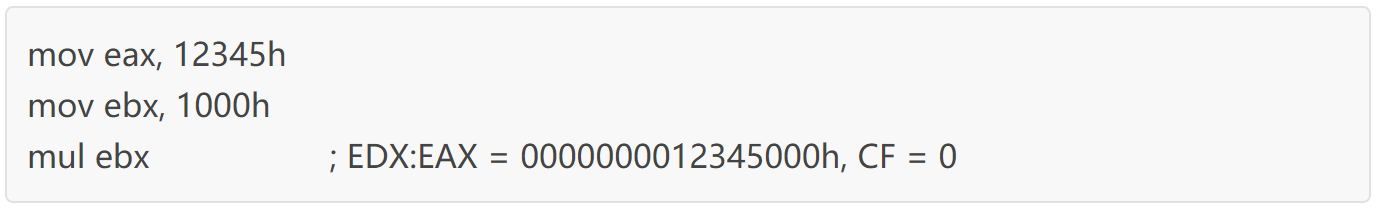 mov eax, 12345h
mov ebx, 1000h
mul ebx ; EDX:EAX = 0000000012345000h, CF = 0